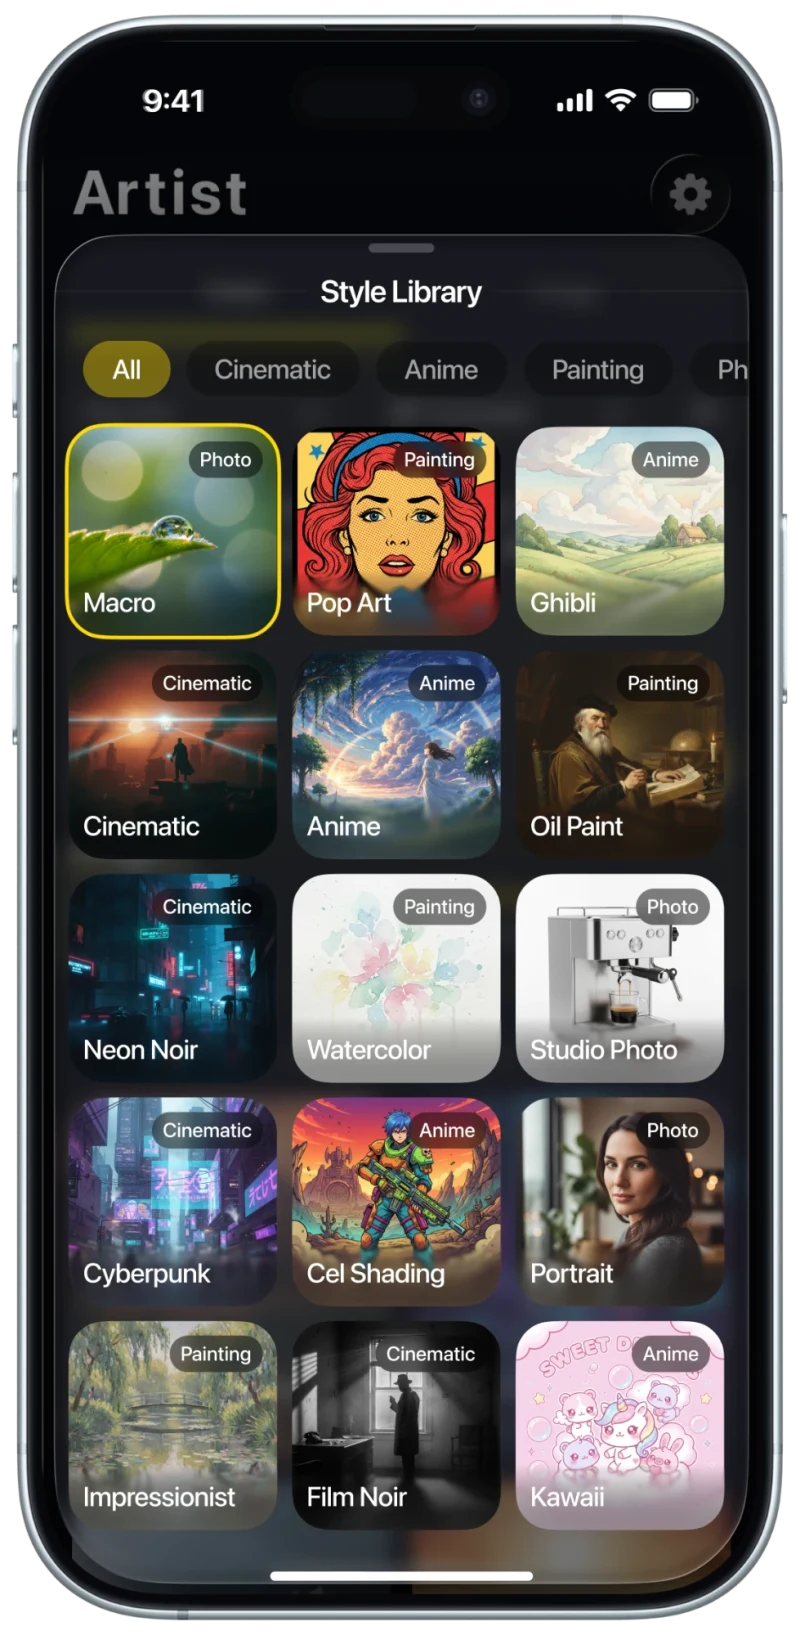 9:41
Artist
Style Library
All
Cinematic
Anime
Painting
Ph
Photo
Macro
Painting
Pop Art
Anime
Ghibli
Cinematic
Cinematic
Anime
Anime
Painting
Oil Paint
Cinematic
Neon Noir
Painting
Watercolor
Photo
Studio Photo
Cinematic
Cyberpunk
Anime
Cel Shading
Photo
Portrait
Painting
Impressionist
Cinematic
Film Noir
SWEET D
Anime
Kawaii